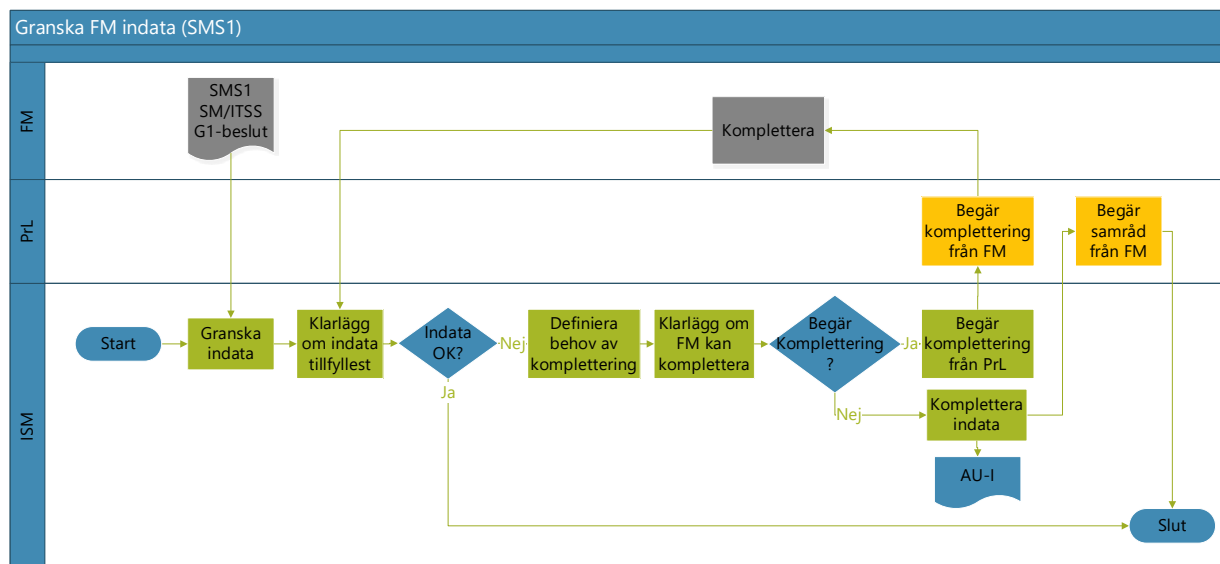 Granska FM indata (SMS1)
FM
SMS1
SM/ITSS
G1-beslut
Komplettera
PrL
Begär
komplettering
från FM
Begär
samråd
från FM
ISM
Start
Granska
indata
Klarlägg
om indata
tillfyllest
Indata
OK?
Nej
Ja
Definiera
behov av
komplettering
Klarlägg om
FM kan
komplettera
Begär
Komplettering
?
Ja
Nej
Begär
komplettering
från PrL
Komplettera
indata
AU-I
Slut